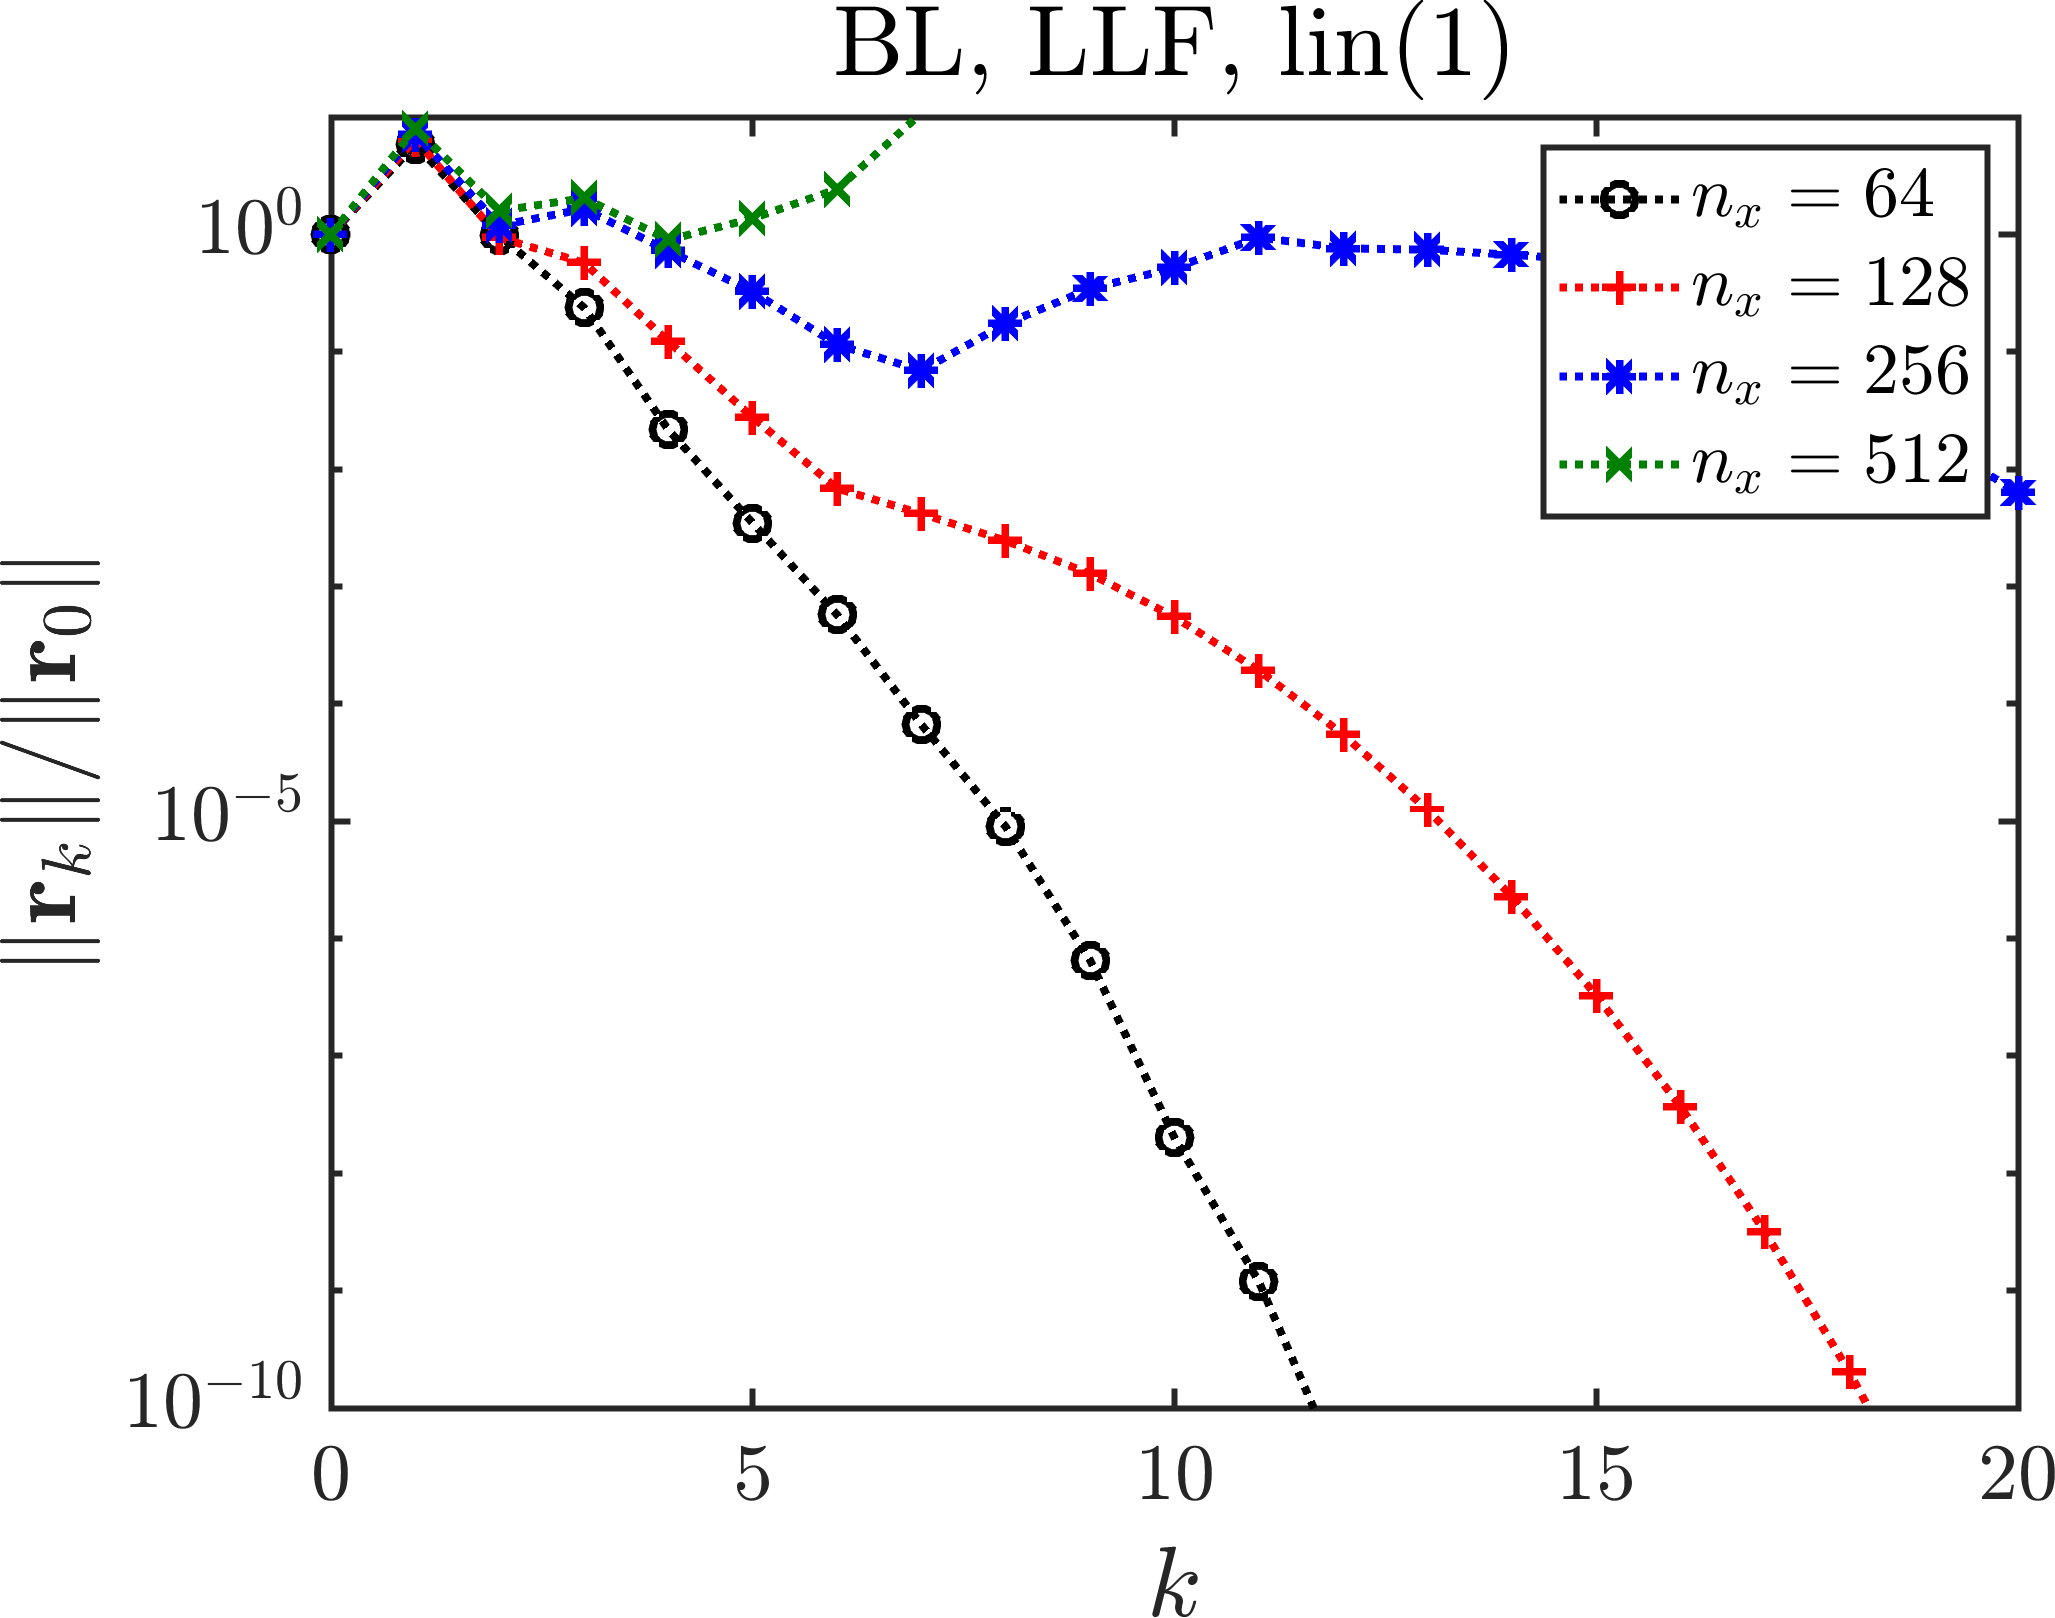 BL, LLF, lin(1)
‖r_k‖/‖r_0‖
10^0
10^{-5}
10^{-10}
n_x = 64
n_x = 128
n_x = 256
n_x = 512
0 5 10 15 20
k